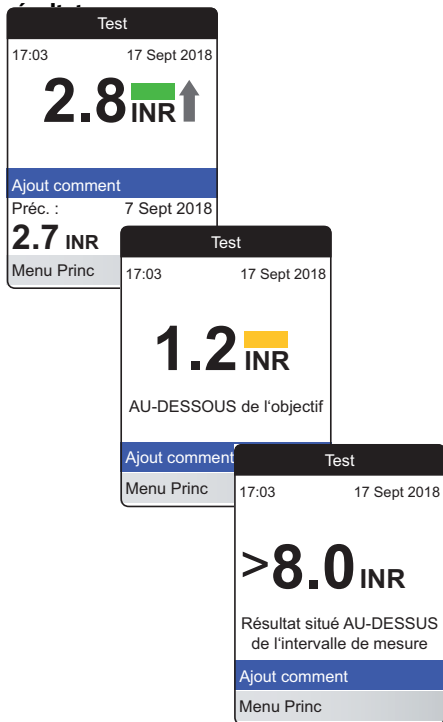 Test
17:03 17 Sept 2018
2.8 INR
Ajout comment
Préc. : 7 Sept 2018
2.7 INR
Menu Princ
Test
17:03 17 Sept 2018
1.2 INR
AU-DESSOUS de l‘objectif
Ajout comment
Menu Princ
Test
17:03 17 Sept 2018
>8.0 INR
Résultat situé AU-DESSUS
de l‘intervalle de mesure
Ajout comment
Menu Princ